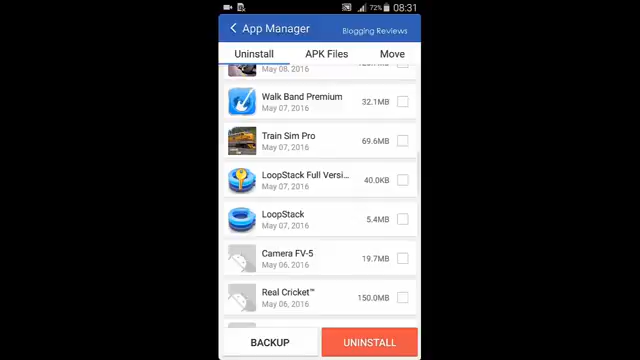 72% 08:31
App Manager
Blogging Reviews
Uninstall
APK Files
Move
May 08, 2016
Walk Band Premium
May 07, 2016
32.1MB
Train Sim Pro
May 07, 2016
69.6MB
LoopStack Full Versi...
May 07, 2016
40.0KB
LoopStack
May 07, 2016
5.4MB
Camera FV-5
May 06, 2016
19.7MB
Real Cricket™
May 06, 2016
150.0MB
BACKUP
UNINSTALL